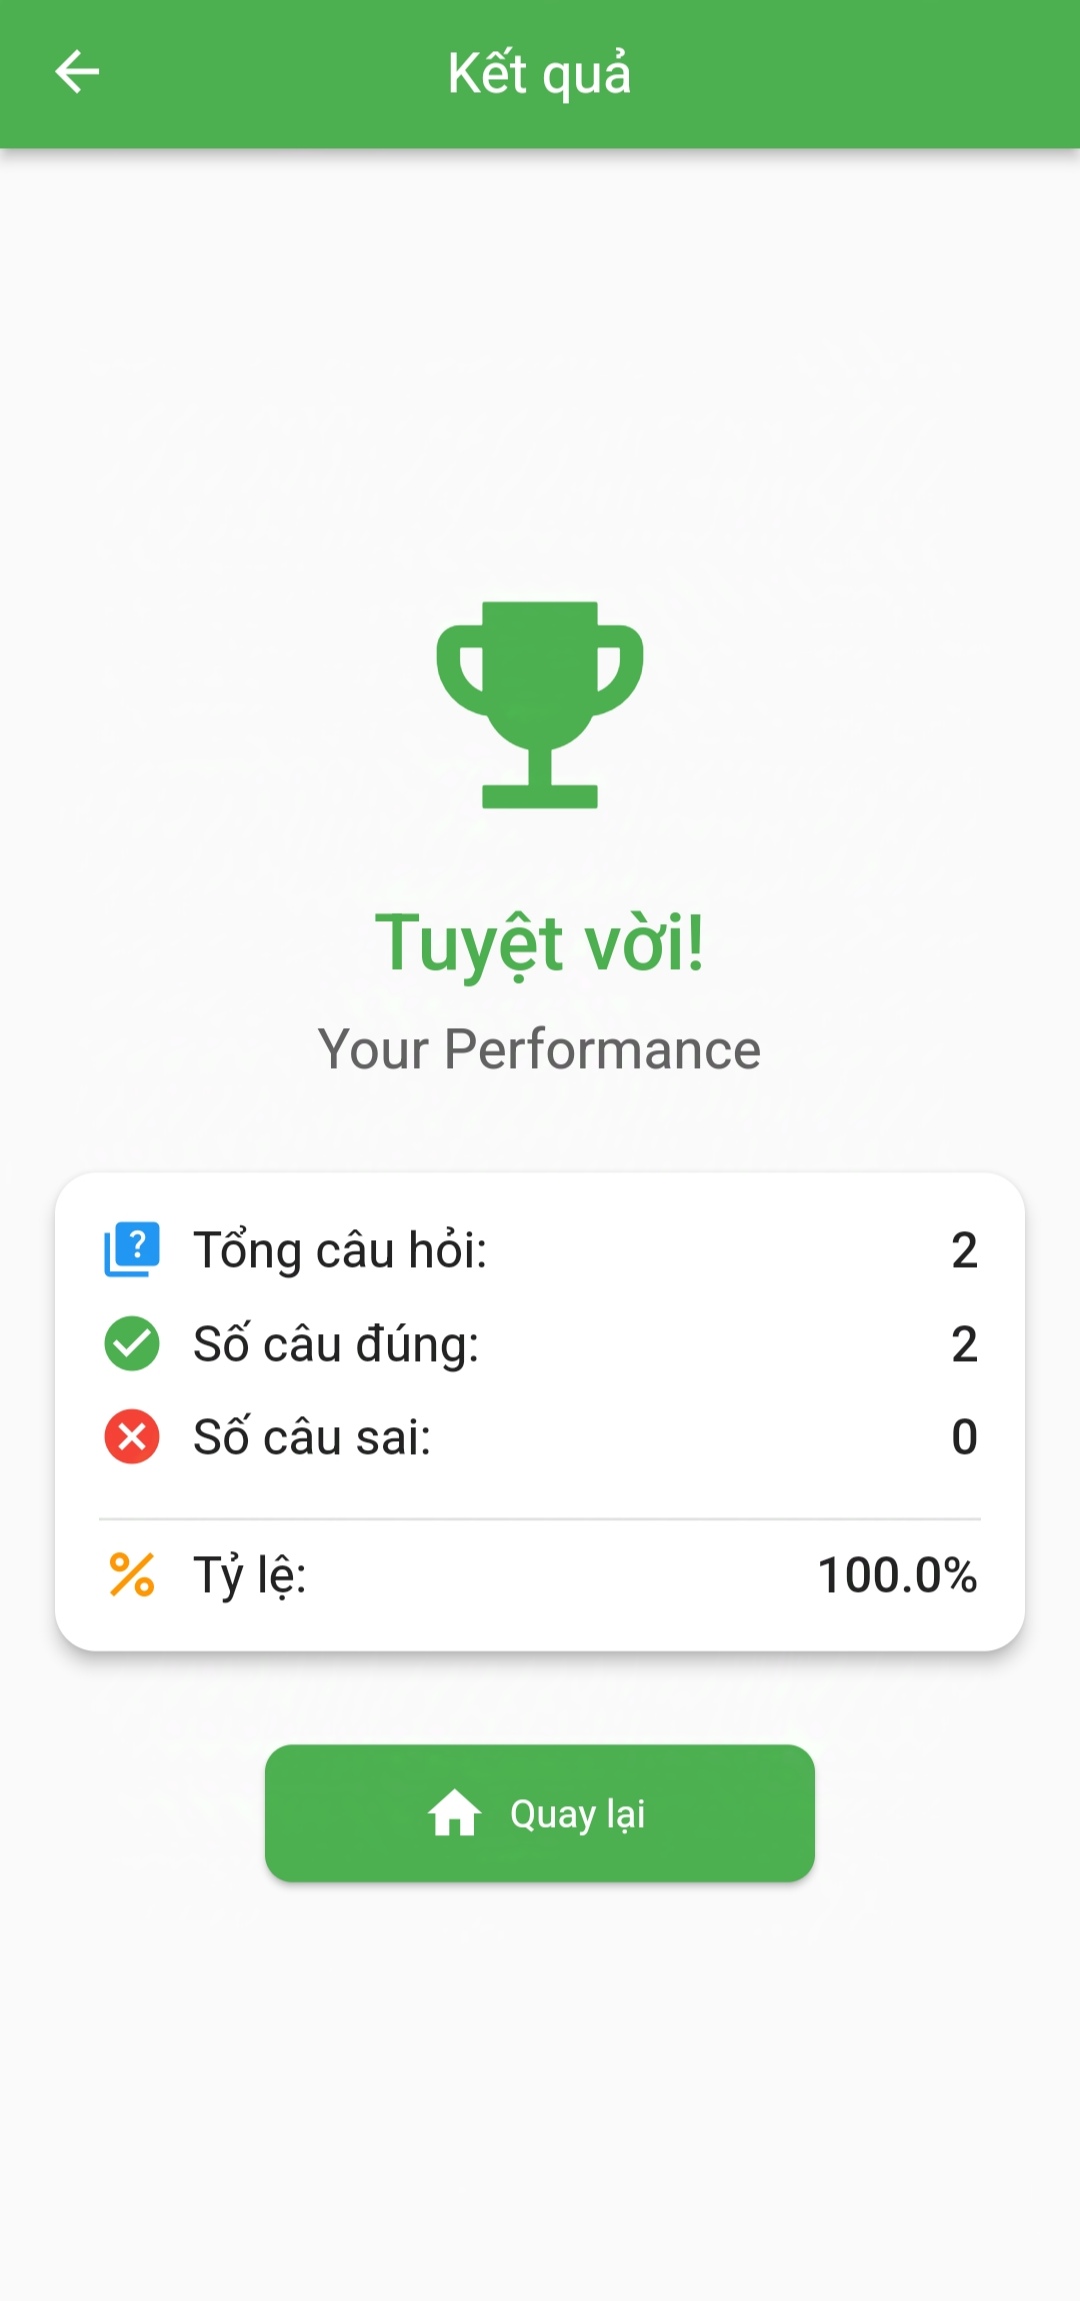 Kết quả
Tuyệt vời!
Your Performance
Tổng câu hỏi: 2
Số câu đúng: 2
Số câu sai: 0
Tỷ lệ: 100.0%
Quay lại